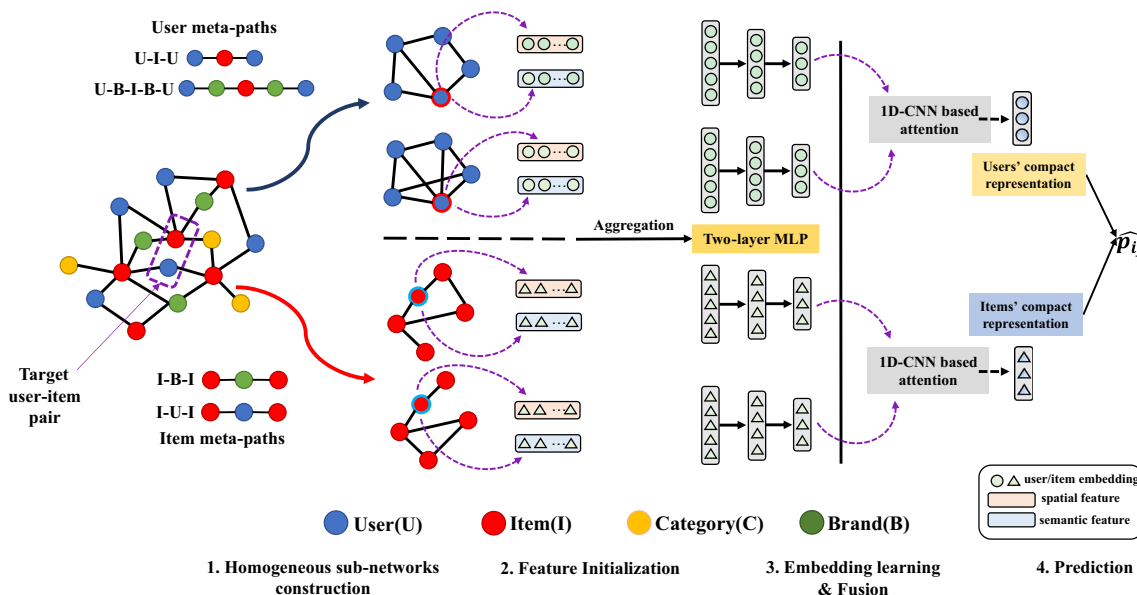 User meta-paths
U-I-U
U-B-I-B-U
Target
user-item
pair
I-B-I
I-U-I
Item meta-paths
Aggregation
Two-layer MLP
1D-CNN based
attention
Users' compact
representation
Items' compact
representation
1D-CNN based
attention
user/item embedding
spatial feature
semantic feature
User(U)
Item(I)
Category(C)
Brand(B)
1. Homogeneous sub-networks
construction
2. Feature Initialization
3. Embedding learning
& Fusion
4. Prediction